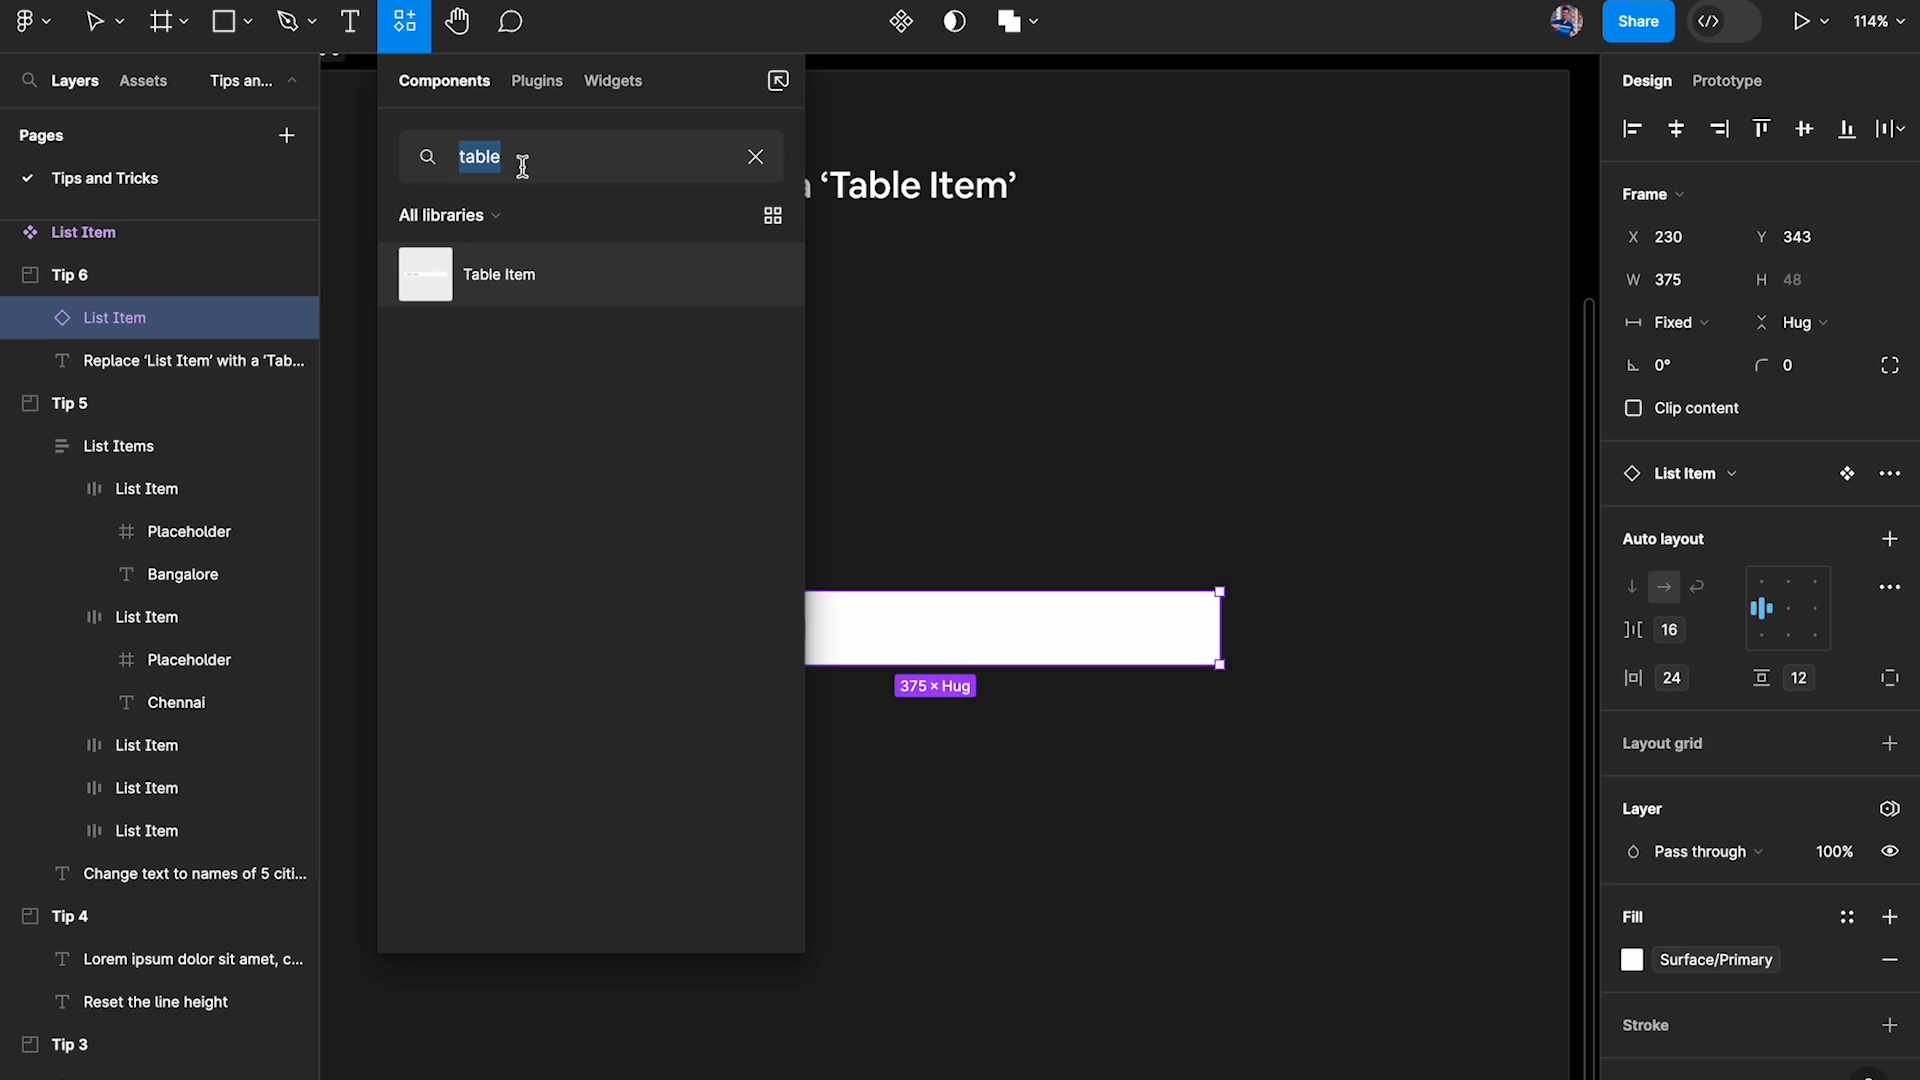 Share
114%
Layers
Assets
Tips an...
Components
Plugins
Widgets
Design
Prototype
Pages
table
‘Table Item’
Tips and Tricks
Frame
X 230
Y 343
All libraries
List Item
Tip 6
Table Item
W 375
H 48
List Item
Fixed
Hug
Replace ‘List Item’ with a ‘Tab...
0°
0
Tip 5
Clip content
List Items
List Item
List Item
Placeholder
Auto layout
Bangalore
List Item
16
Placeholder
375 × Hug
24
12
Chennai
List Item
Layout grid
List Item
Layer
List Item
Pass through
100%
Change text to names of 5 citi...
Tip 4
Fill
Lorem ipsum dolor sit amet, c...
Surface/Primary
Reset the line height
Stroke
Tip 3